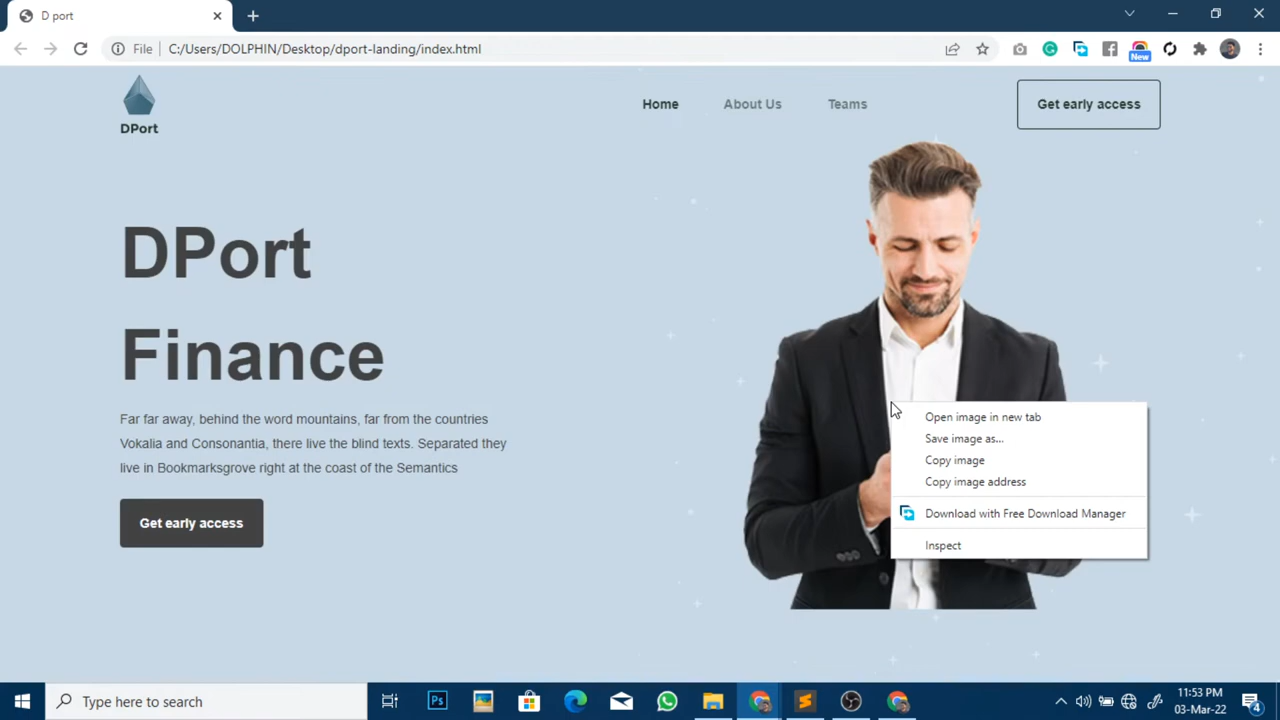 D port
File
C:/Users/DOLPHIN/Desktop/dport-landing/index.html
New
DPort
Home
About Us
Teams
Get early access
DPort
Finance
Far far away, behind the word mountains, far from the countries
Vokalia and Consonantia, there live the blind texts. Separated they
live in Bookmarksgrove right at the coast of the Semantics
Get early access
Open image in new tab
Save image as...
Copy image
Copy image address
Download with Free Download Manager
Inspect
Type here to search
Ps
11:53 PM
03-Mar-22
4